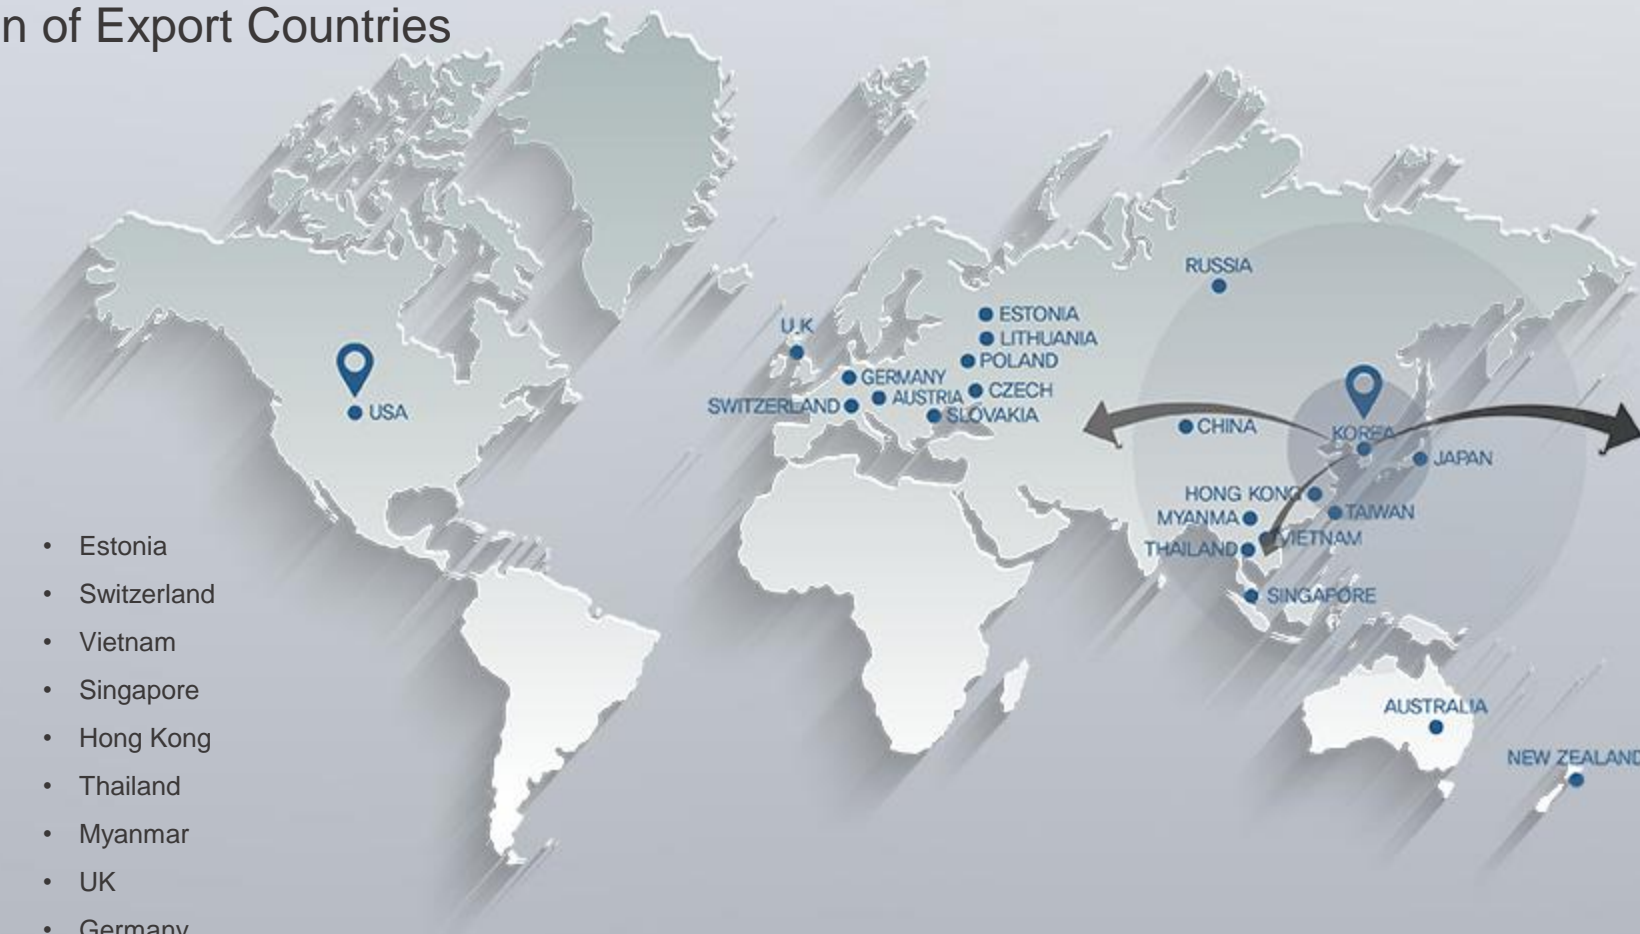 n of Export Countries
RUSSIA
ESTONIA
U.K
LITHUANIA
POLAND
GERMANY
CZECH
AUSTRIA
SWITZERLAND
SLOVAKIA
USA
CHINA
KOREA
JAPAN
HONG KONG
TAIWAN
MYANMA
VIETNAM
THAILAND
SINGAPORE
AUSTRALIA
NEW ZEALAND
• Estonia
• Switzerland
• Vietnam
• Singapore
• Hong Kong
• Thailand
• Myanmar
• UK
• Germany